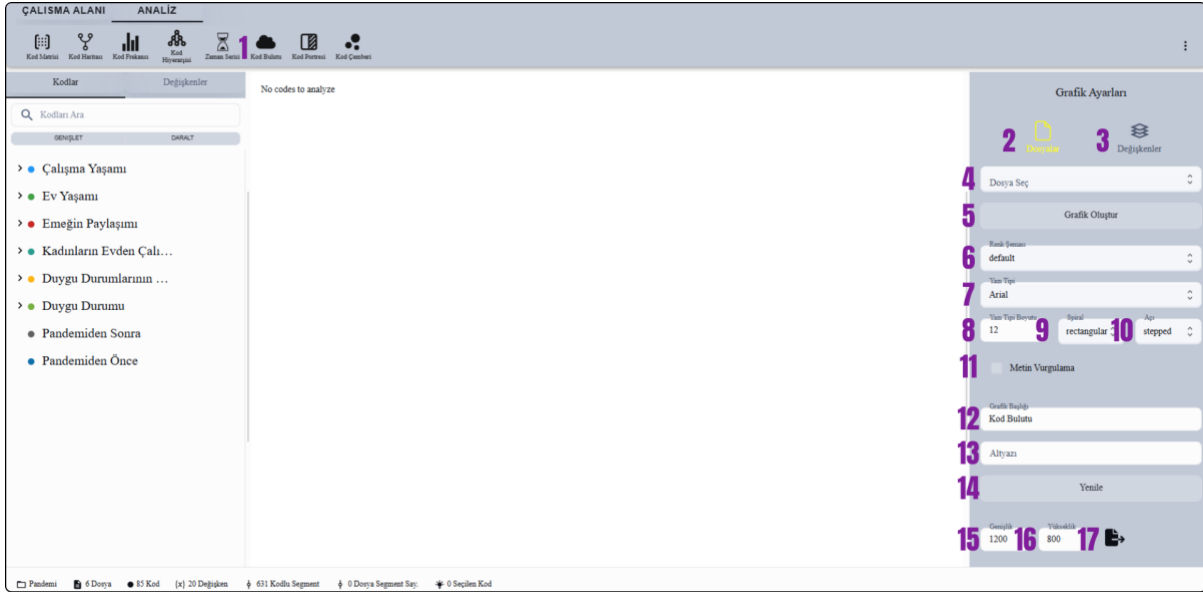 ÇALISMA ALANI ANALİZ
Kod Matrisi Kod Haritası Kod Frekansı Kod Hiyerarşisi Zaman Serisi 1 Kod Bulutu Kod Portresi Kod Çemberi
Kodlar Değişkenler
Kodları Ara
GENİŞLET DARALT
Çalışma Yaşamı
Ev Yaşamı
Emeğin Paylaşımı
Kadınların Evden Çalı…
Duygu Durumlarının …
Duygu Durumu
Pandemiden Sonra
Pandemiden Önce
No codes to analyze
Grafik Ayarları
2 Dosyalar 3 Değişkenler
4 Dosya Seç
5 Grafik Oluştur
Renk Şeması
6 default
Yazı Tipi
7 Arial
Yazı Tipi Boyutu Spiral Açı
8 12 9 rectangular 10 stepped
11 Metin Vurgulama
Grafik Başlığı
12 Kod Bulutu
13 Altyazı
14 Yenile
Genişlik Yükseklik
15 1200 16 800 17
Pandemi 6 Dosya 85 Kod {x} 20 Değişken 631 Kodlu Segment 0 Dosya Segment Say. 0 Seçilen Kod